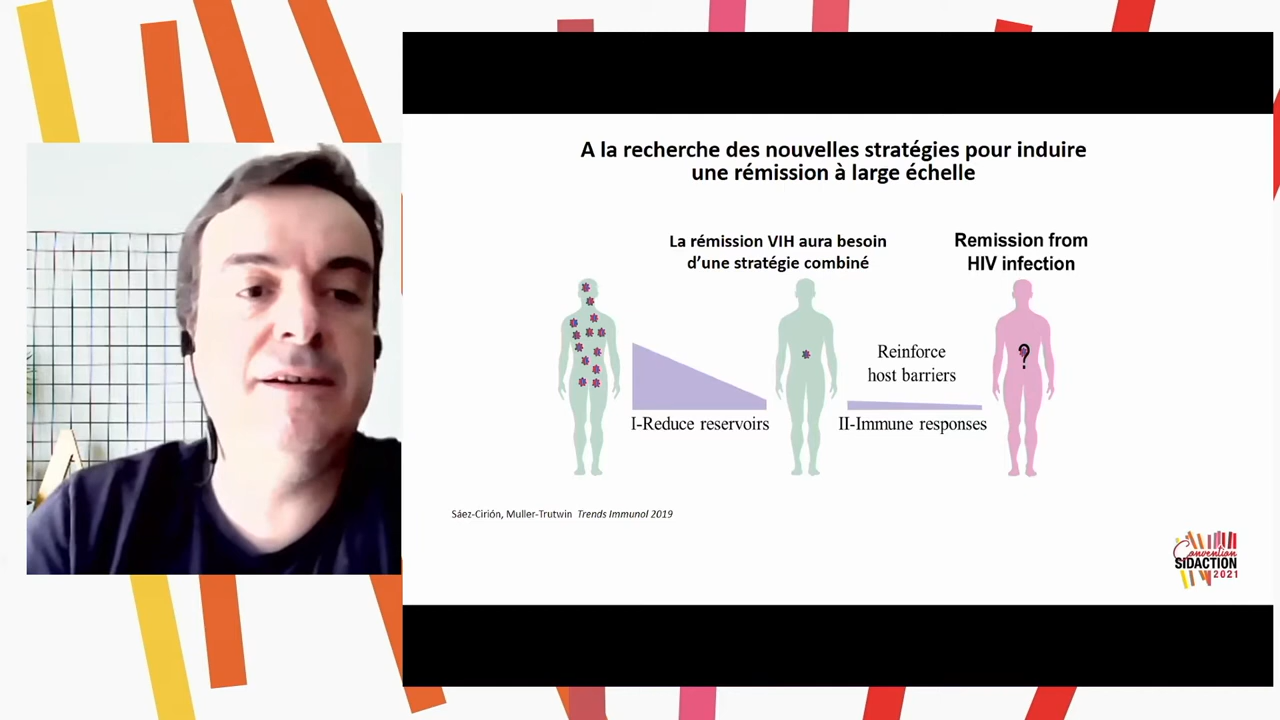 A la recherche des nouvelles stratégies pour induire
une rémission à large échelle
La rémission VIH aura besoin
d'une stratégie combiné
Remission from
HIV infection
?
Reinforce
host barriers
I-Reduce reservoirs
II-Immune responses
Sáez-Cirión, Muller-Trutwin Trends Immunol 2019
Convention
SIDACTION
2021